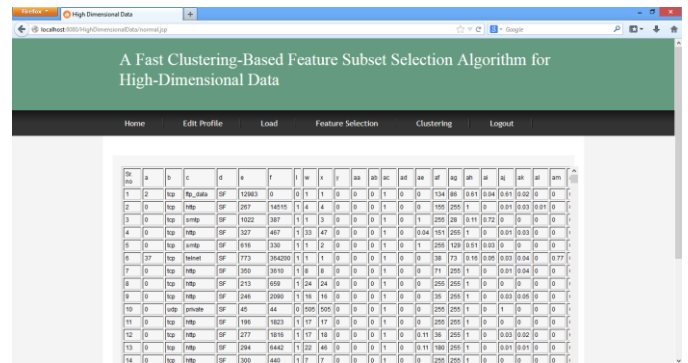 Firefox
High Dimensional Data
localhost:8080/HighDimensionalData/normal.jsp
Google
A Fast Clustering-Based Feature Subset Selection Algorithm for
High-Dimensional Data
Home Edit Profile Load Feature Selection Clustering Logout
Sr. no a b c d e f l w x y aa ab ac ad ae af ag ah ai aj ak al am
1 2 tcp ftp_data SF 12983 0 0 1 1 0 0 0 1 0 0 134 86 0.61 0.04 0.61 0.02 0 0
2 0 tcp http SF 267 14515 1 4 4 0 0 0 1 0 0 155 255 1 0 0.01 0.03 0.01 0
3 0 tcp smtp SF 1022 387 1 1 3 0 0 0 1 0 1 255 28 0.11 0.72 0 0 0 0
4 0 tcp http SF 327 467 1 33 47 0 0 0 1 0 0.04 151 255 1 0 0.01 0.03 0 0
5 0 tcp smtp SF 616 330 1 1 2 0 0 0 1 0 1 255 129 0.51 0.03 0 0 0 0
6 37 tcp telnet SF 773 364200 1 1 1 0 0 0 1 0 0 38 73 0.16 0.05 0.03 0.04 0 0.77
7 0 tcp http SF 350 3610 1 8 8 0 0 0 1 0 0 71 255 1 0 0.01 0.04 0 0
8 0 tcp http SF 213 659 1 24 24 0 0 0 1 0 0 255 255 1 0 0 0 0 0
9 0 tcp http SF 246 2090 1 16 16 0 0 0 1 0 0 35 255 1 0 0.03 0.05 0 0
10 0 udp private SF 45 44 0 505 505 0 0 0 1 0 0 255 255 1 0 1 0 0 0
11 0 tcp http SF 196 1823 1 17 17 0 0 0 1 0 0 255 255 1 0 0 0 0 0
12 0 tcp http SF 277 1816 1 17 18 0 0 0 1 0 0.11 36 255 1 0 0.03 0.02 0 0
13 0 tcp http SF 294 6442 1 22 46 0 0 0 1 0 0.11 180 255 1 0 0.01 0.01 0 0
14 0 tcp http SF 300 440 1 7 7 0 0 0 1 0 0 255 255 1 0 0 0 0 0